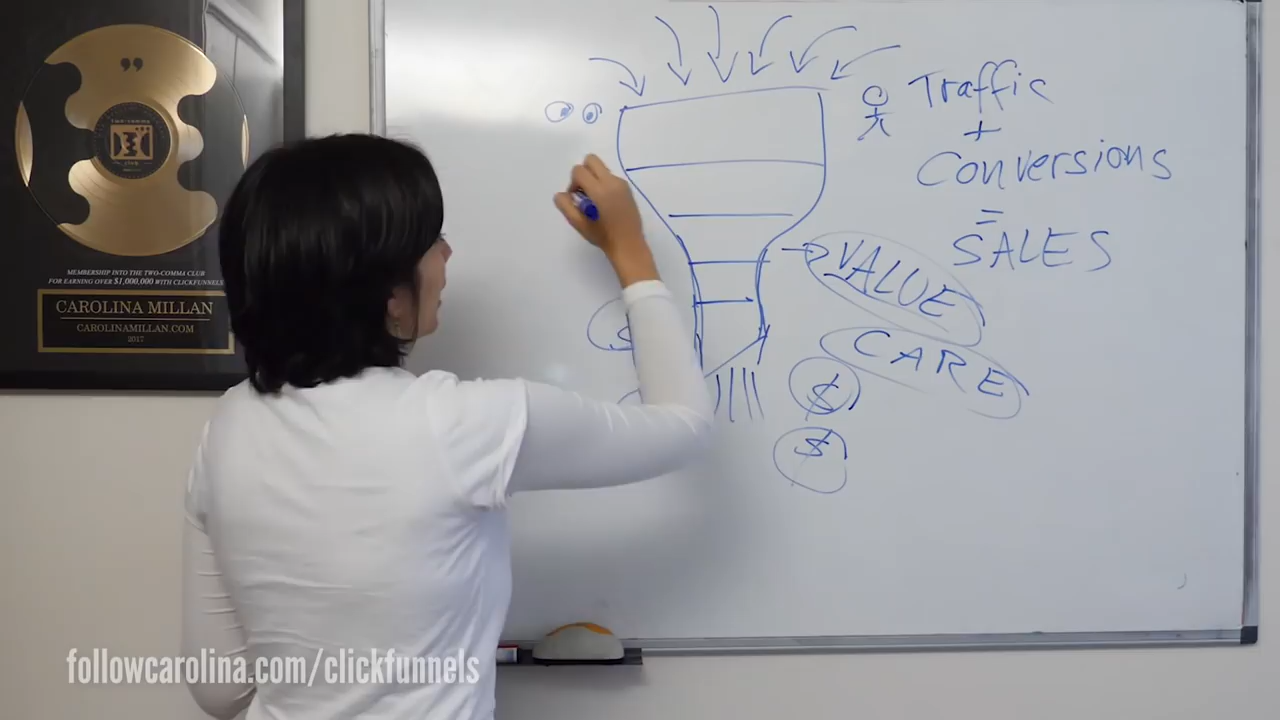 ”
MEMBERSHIP INTO THE TWO-COMMA CLUB
FOR EARNING OVER $1,000,000 WITH CLICKFUNNELS
CAROLINA MILLAN
CAROLINAMILLAN.COM
2017
Traffic
+
Conversions
=
SALES
VALUE
CARE
$
$
$
followcarolina.com/clickfunnels